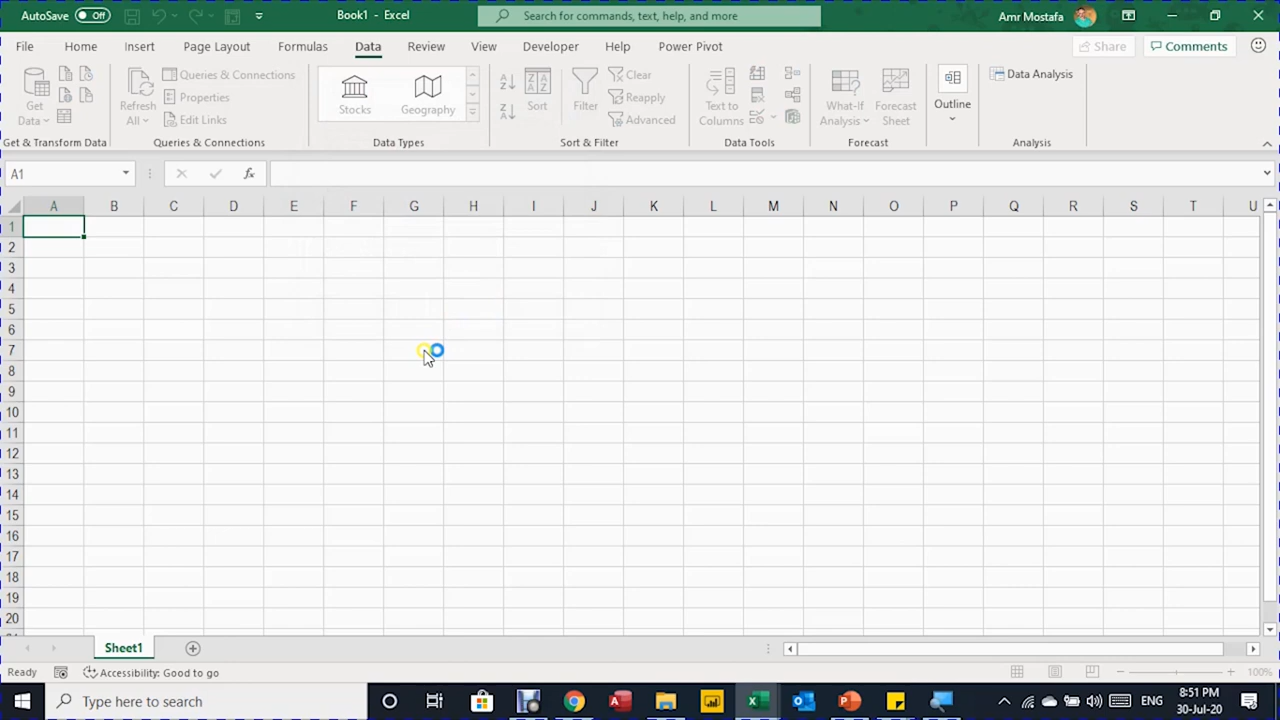 AutoSave Off Book1 - Excel Search for commands, text, help, and more Amr Mostafa
File Home Insert Page Layout Formulas Data Review View Developer Help Power Pivot Share Comments
Get Data Refresh All Queries & Connections Properties Edit Links Stocks Geography Sort Filter Clear Reapply Advanced Text to Columns What-If Analysis Forecast Sheet Outline Data Analysis
Get & Transform Data Queries & Connections Data Types Sort & Filter Data Tools Forecast Analysis
A1 fx
A B C D E F G H I J K L M N O P Q R S T U
1
2
3
4
5
6
7
8
9
10
11
12
13
14
15
16
17
18
19
20
Sheet1
Ready Accessibility: Good to go 100%
Type here to search ENG 8:51 PM
30-Jul-20